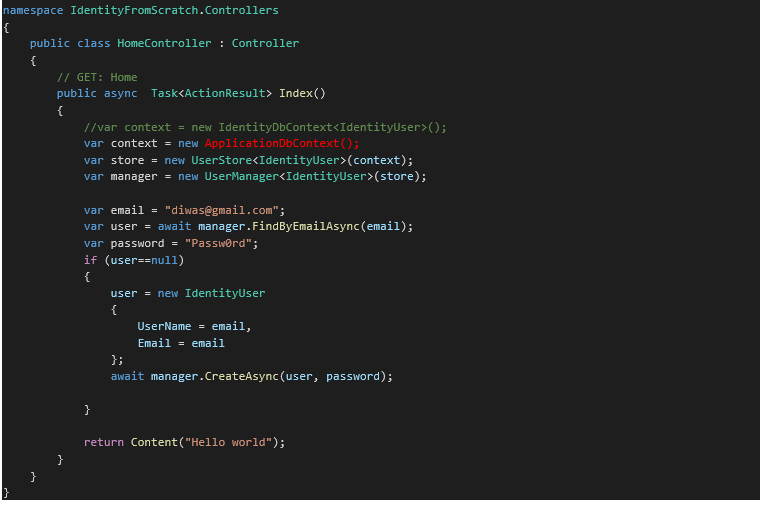 namespace IdentityFromScratch.Controllers
{
    public class HomeController : Controller
    {
        // GET: Home
        public async  Task<ActionResult> Index()
        {
            //var context = new IdentityDbContext<IdentityUser>();
            var context = new ApplicationDbContext();
            var store = new UserStore<IdentityUser>(context);
            var manager = new UserManager<IdentityUser>(store);

            var email = "diwas@gmail.com";
            var user = await manager.FindByEmailAsync(email);
            var password = "Passw0rd";
            if (user==null)
            {
                user = new IdentityUser
                {
                    UserName = email,
                    Email = email
                };
                await manager.CreateAsync(user, password);

            }

            return Content("Hello world");
        }
    }
}